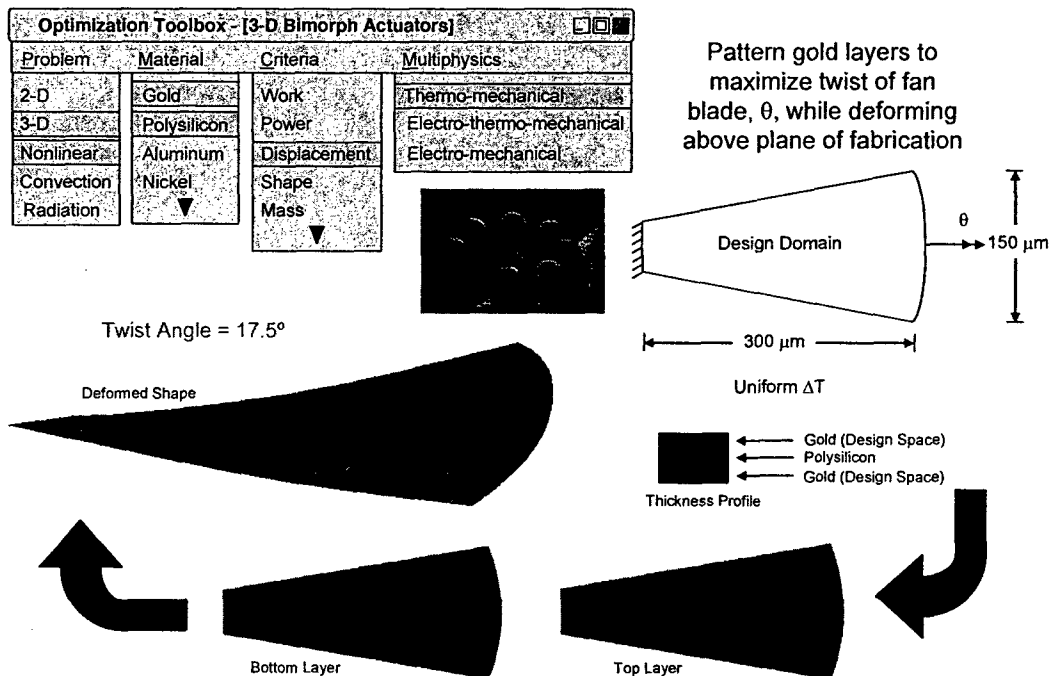 Optimization Toolbox - [3-D Bimorph Actuators]
Problem
Material
Criteria
Multiphysics
2-D
3-D
Nonlinear
Convection
Radiation
Gold
Polysilicon
Aluminum
Nickel
Work
Power
Displacement
Shape
Mass
Thermo-mechanical
Electro-thermo-mechanical
Electro-mechanical
Pattern gold layers to
maximize twist of fan
blade, θ, while deforming
above plane of fabrication
Design Domain
θ
150 μm
300 μm
Uniform ΔT
Twist Angle = 17.5º
Deformed Shape
Gold (Design Space)
Polysilicon
Gold (Design Space)
Thickness Profile
Bottom Layer
Top Layer